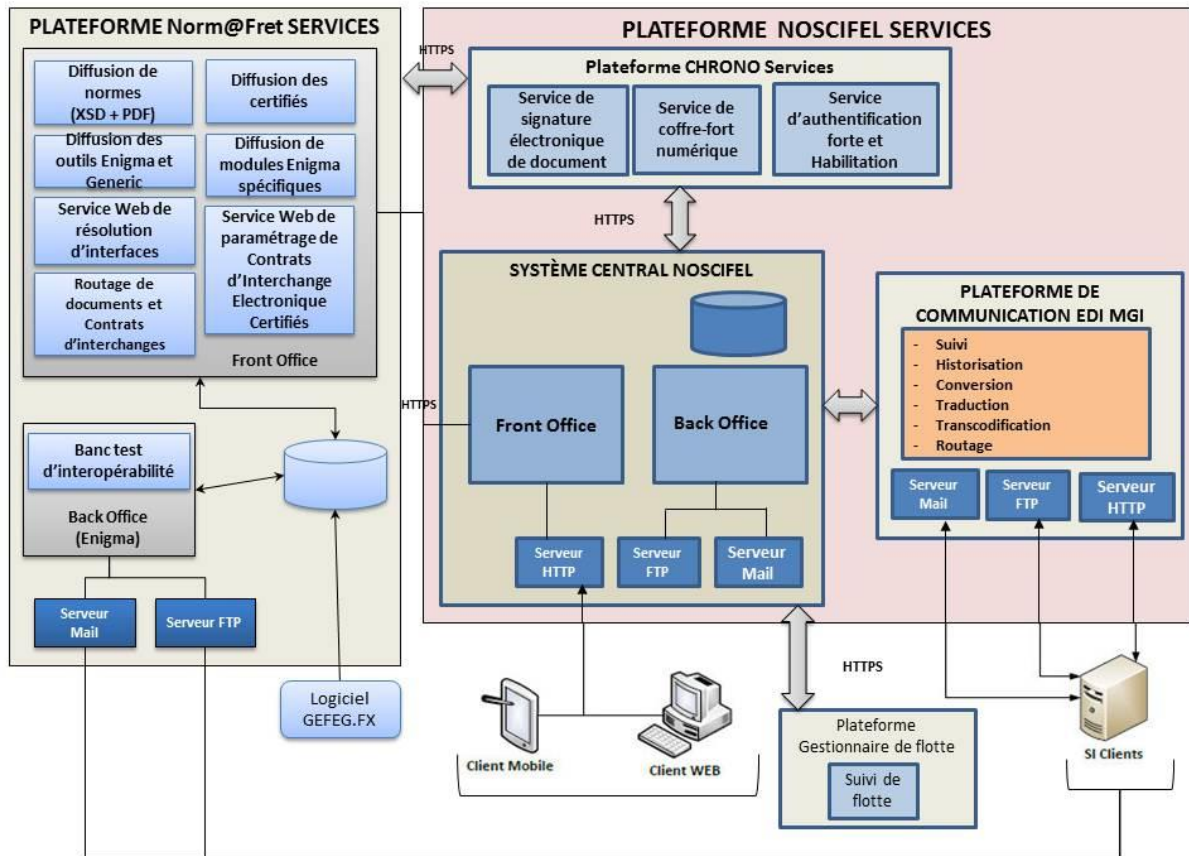 PLATEFORME Norm@Fret SERVICES
Diffusion de
normes
(XSD + PDF)
Diffusion des
certifiés
Diffusion des
outils Enigma et
Generic
Diffusion de
modules Enigma
spécifiques
Service Web de
résolution
d'interfaces
Service Web de
paramétrage de
Contrats
d'Interchange
Electronique
Certifiés
Routage de
documents et
Contrats
d'interchanges
Front Office
Banc test
d'interopérabilité
Back Office
(Enigma)
Serveur
Mail
Serveur FTP
Logiciel
GEFEG.FX
HTTPS
HTTPS
PLATEFORME NOSCIFEL SERVICES
Plateforme CHRONO Services
Service de
signature
électronique
de document
Service de
coffre-fort
numérique
Service
d'authentification
forte et
Habilitation
HTTPS
SYSTÈME CENTRAL NOSCIFEL
Front Office
Back Office
Serveur
HTTP
Serveur
FTP
Serveur
Mail
PLATEFORME DE
COMMUNICATION EDI MGI
- Suivi
- Historisation
- Conversion
- Traduction
- Transcodification
- Routage
Serveur
Mail
Serveur
FTP
Serveur
HTTP
HTTPS
Client Mobile
Client WEB
Plateforme
Gestionnaire de flotte
Suivi de
flotte
SI Clients